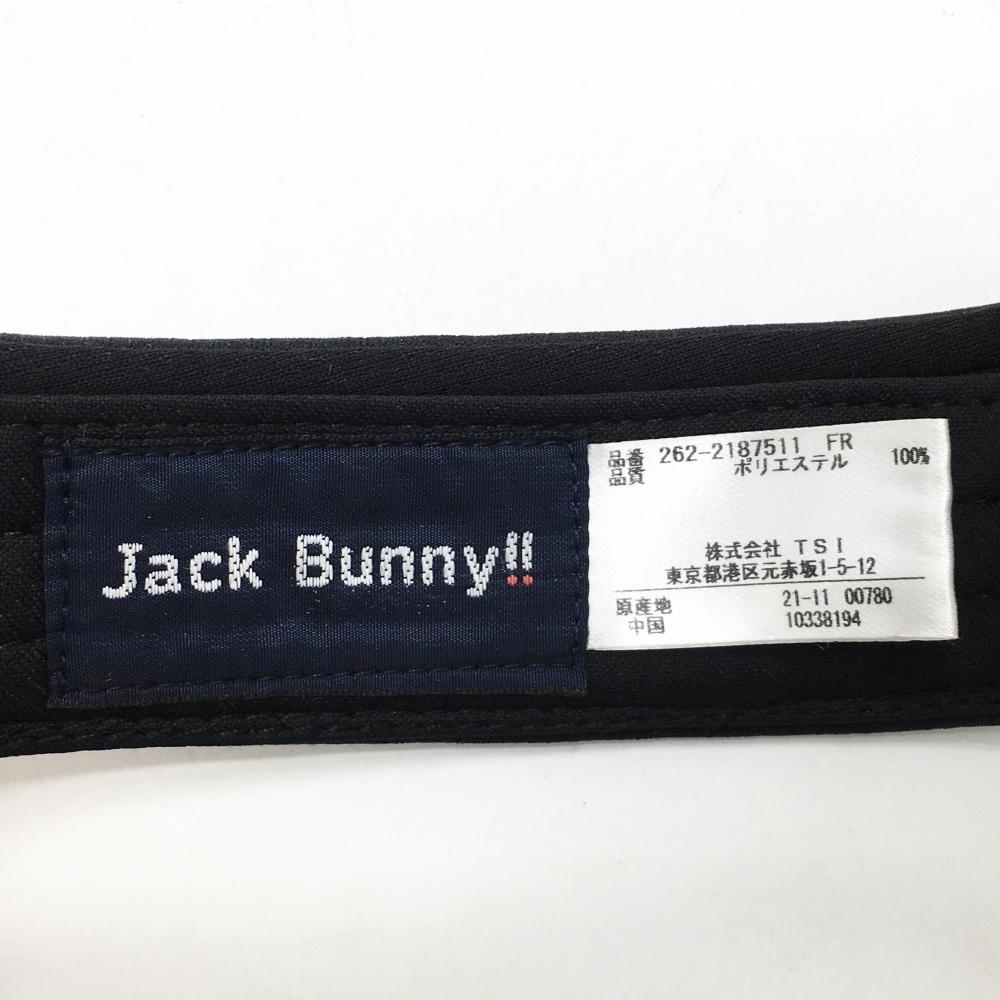 Jack Bunny!!
品番 262-2187511 FR
品質 ポリエステル 100%
株式会社 TSI
東京都港区元赤坂1-5-12
原産地 21-11 00780
中国 10338194